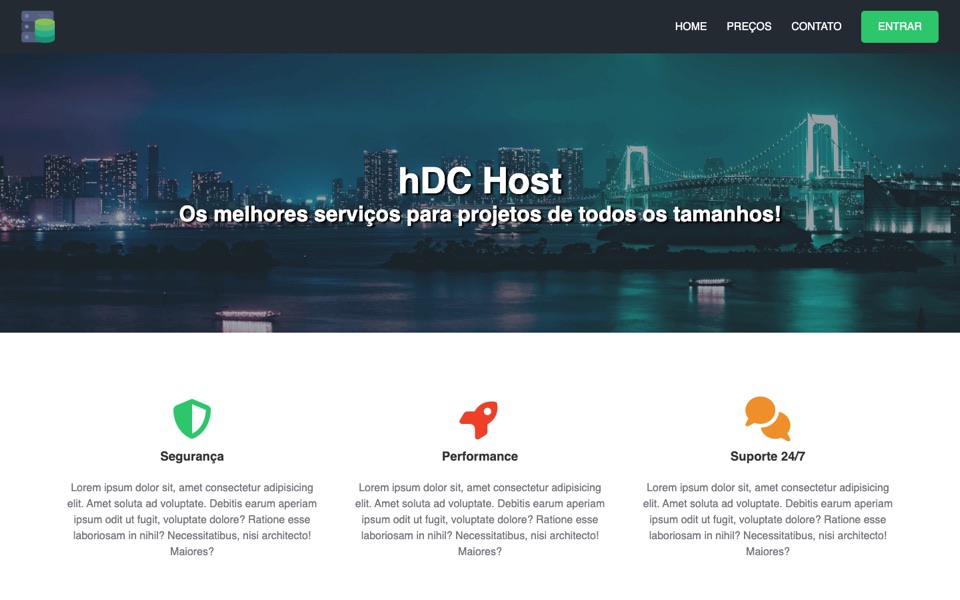 HOME PREÇOS CONTATO ENTRAR
hDC Host
Os melhores serviços para projetos de todos os tamanhos!
Segurança
Lorem ipsum dolor sit, amet consectetur adipisicing
elit. Amet soluta ad voluptate. Debitis earum aperiam
ipsum odit ut fugit, voluptate dolore? Ratione esse
laboriosam in nihil? Necessitatibus, nisi architecto!
Maiores?
Performance
Lorem ipsum dolor sit, amet consectetur adipisicing
elit. Amet soluta ad voluptate. Debitis earum aperiam
ipsum odit ut fugit, voluptate dolore? Ratione esse
laboriosam in nihil? Necessitatibus, nisi architecto!
Maiores?
Suporte 24/7
Lorem ipsum dolor sit, amet consectetur adipisicing
elit. Amet soluta ad voluptate. Debitis earum aperiam
ipsum odit ut fugit, voluptate dolore? Ratione esse
laboriosam in nihil? Necessitatibus, nisi architecto!
Maiores?